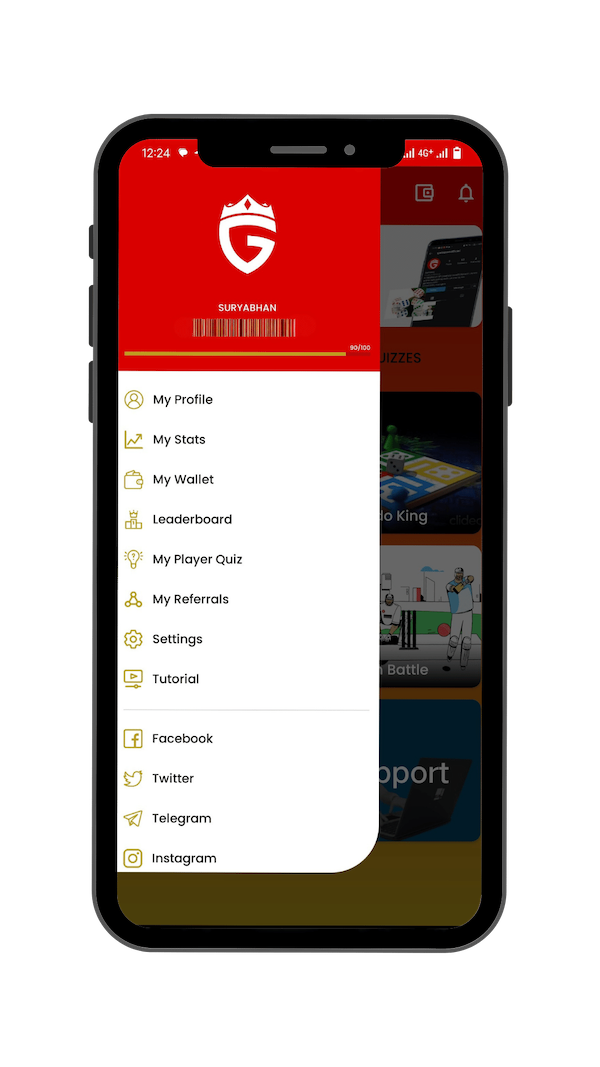 12:24
4G+
SURYABHAN
90/100
UIZZES
My Profile
My Stats
My Wallet
Leaderboard
do King
My Player Quiz
My Referrals
Settings
n Battle
Tutorial
Facebook
pport
Twitter
Telegram
Instagram